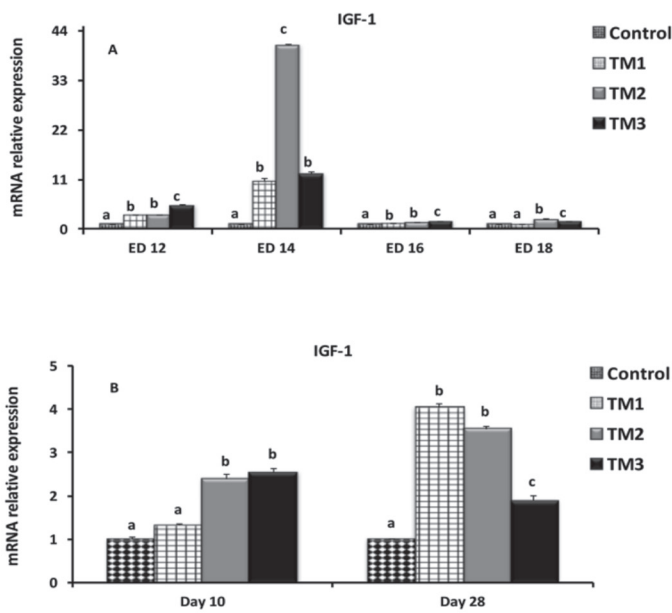 IGF-1
A
mRNA relative expression
44
33
22
11
0
a b b c
a b c b
a b b c
a a b c
ED 12 ED 14 ED 16 ED 18
Control
TM1
TM2
TM3
IGF-1
B
mRNA relative expression
5
4
3
2
1
0
a a b b
a b b c
Day 10 Day 28
Control
TM1
TM2
TM3